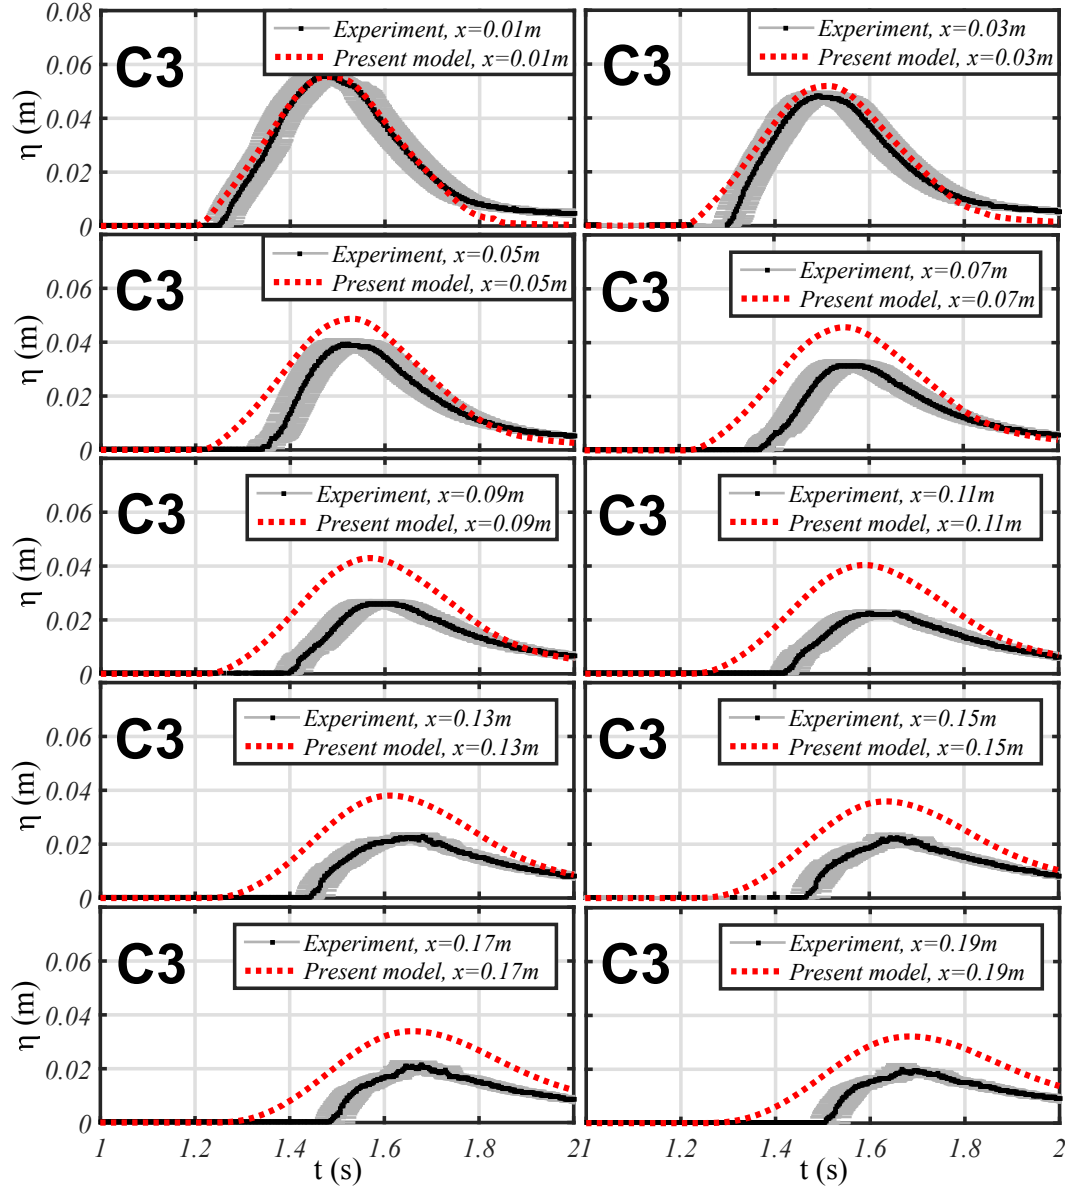 0.08
C3
Experiment, x=0.01m
Present model, x=0.01m
0.06
η (m)
0.04
0.02
0
C3
Experiment, x=0.03m
Present model, x=0.03m
C3
Experiment, x=0.05m
Present model, x=0.05m
0.06
η (m)
0.04
0.02
0
C3
Experiment, x=0.07m
Present model, x=0.07m
C3
Experiment, x=0.09m
Present model, x=0.09m
0.06
η (m)
0.04
0.02
0
C3
Experiment, x=0.11m
Present model, x=0.11m
C3
Experiment, x=0.13m
Present model, x=0.13m
0.06
η (m)
0.04
0.02
0
C3
Experiment, x=0.15m
Present model, x=0.15m
C3
Experiment, x=0.17m
Present model, x=0.17m
0.06
η (m)
0.04
0.02
0
C3
Experiment, x=0.19m
Present model, x=0.19m
1 1.2 1.4 1.6 1.8 21 1.2 1.4 1.6 1.8 2
t (s) t (s)